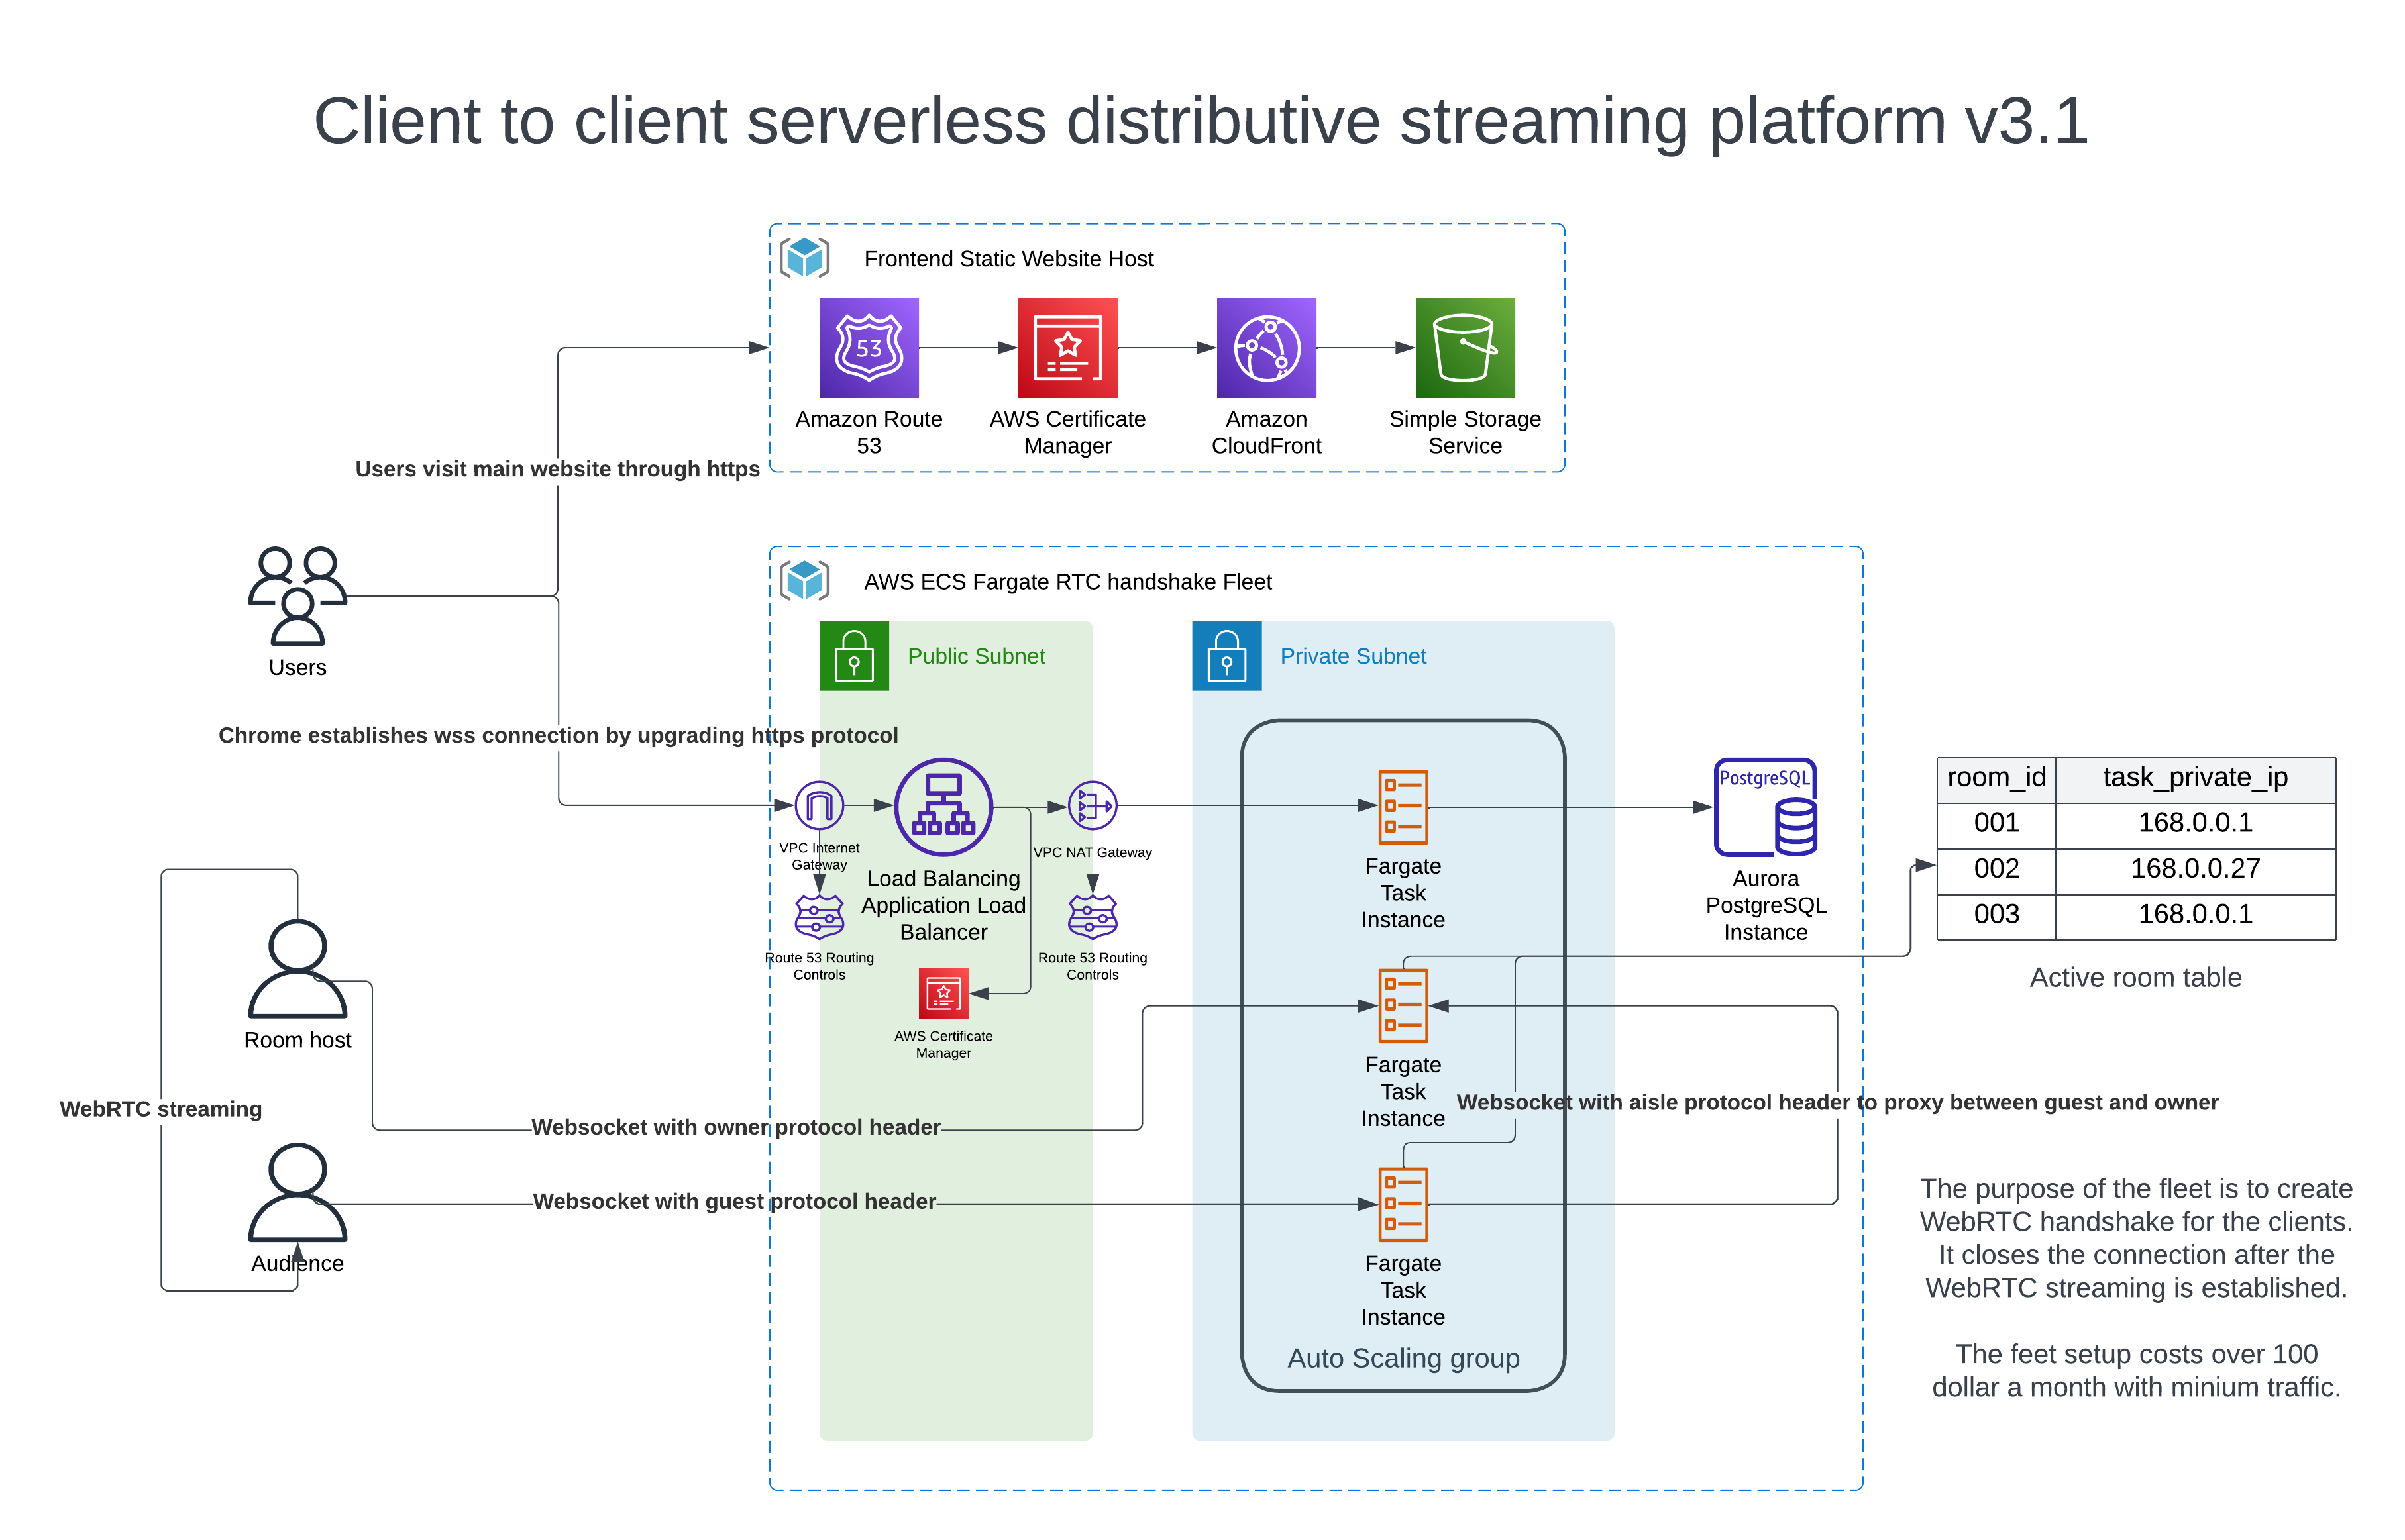 Client to client serverless distributive streaming platform v3.1
Frontend Static Website Host
53
Amazon Route
53
AWS Certificate
Manager
Amazon
CloudFront
Simple Storage
Service
Users visit main website through https
Users
AWS ECS Fargate RTC handshake Fleet
Public Subnet
Private Subnet
Chrome establishes wss connection by upgrading https protocol
VPC Internet
Gateway
Load Balancing
Application Load
Balancer
VPC NAT Gateway
Route 53 Routing
Controls
Route 53 Routing
Controls
AWS Certificate
Manager
Fargate
Task
Instance
PostgreSQL
Aurora
PostgreSQL
Instance
room_id task_private_ip
001 168.0.0.1
002 168.0.0.27
003 168.0.0.1
Active room table
Room host
Fargate
Task
Instance
WebRTC streaming
Websocket with owner protocol header
Websocket with aisle protocol header to proxy between guest and owner
Websocket with guest protocol header
Audience
Fargate
Task
Instance
Auto Scaling group
The purpose of the fleet is to create
WebRTC handshake for the clients.
It closes the connection after the
WebRTC streaming is established.
The feet setup costs over 100
dollar a month with minium traffic.